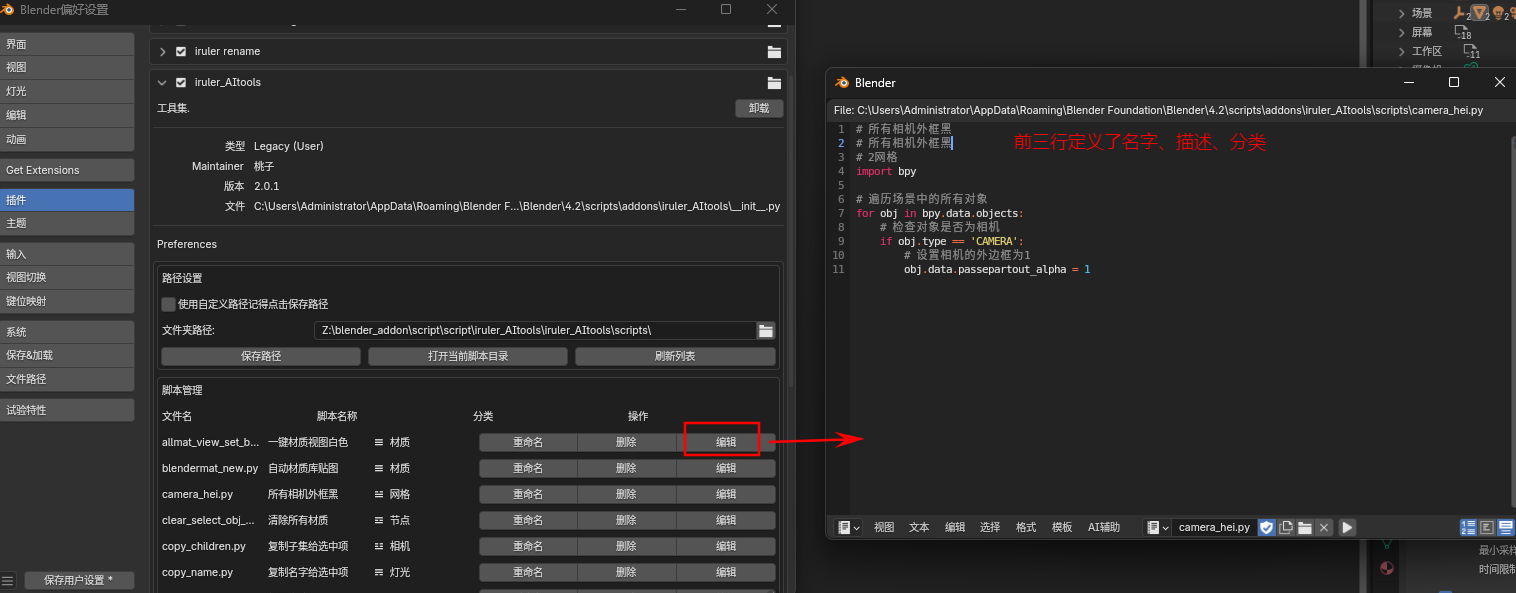 Blender偏好设置
界面
视图
灯光
编辑
动画
Get Extensions
插件
主题
输入
视图切换
键位映射
系统
保存&加载
文件路径
试验特性
保存用户设置 *
iruler rename
iruler_AItools
工具集.
卸载
类型 Legacy (User)
Maintainer 桃子
版本 2.0.1
文件 C:\Users\Administrator\AppData\Roaming\Blender F...\Blender\4.2\scripts\addons\iruler_AItools\__init__.py
Preferences
路径设置
使用自定义路径记得点击保存路径
文件夹路径: Z:\blender_addon\script\script\iruler_AItools\iruler_AItools\scripts\
保存路径 打开当前脚本目录 刷新列表
脚本管理
文件名 脚本名称 分类 操作
allmat_view_set_b... 一键材质视图白色 材质 重命名 删除 编辑
blendermat_new.py 自动材质库贴图 材质 重命名 删除 编辑
camera_hei.py 所有相机外框黑 网格 重命名 删除 编辑
clear_select_obj_... 清除所有材质 节点 重命名 删除 编辑
copy_children.py 复制子集给选中项 相机 重命名 删除 编辑
copy_name.py 复制名字给选中项 灯光 重命名 删除 编辑
场景 2 2 2
屏幕 18
工作区 11
Blender
File: C:\Users\Administrator\AppData\Roaming\Blender Foundation\Blender\4.2\scripts\addons\iruler_AItools\scripts\camera_hei.py
1 # 所有相机外框黑
2 # 所有相机外框黑
前三行定义了名字、描述、分类
3 # 2网格
4 import bpy
5
6 # 遍历场景中的所有对象
7 for obj in bpy.data.objects:
8 # 检查对象是否为相机
9 if obj.type == 'CAMERA':
10 # 设置相机的外边框为1
11 obj.data.passepartout_alpha = 1
视图 文本 编辑 选择 格式 模板 AI辅助 camera_hei.py
最小采样
时间限制